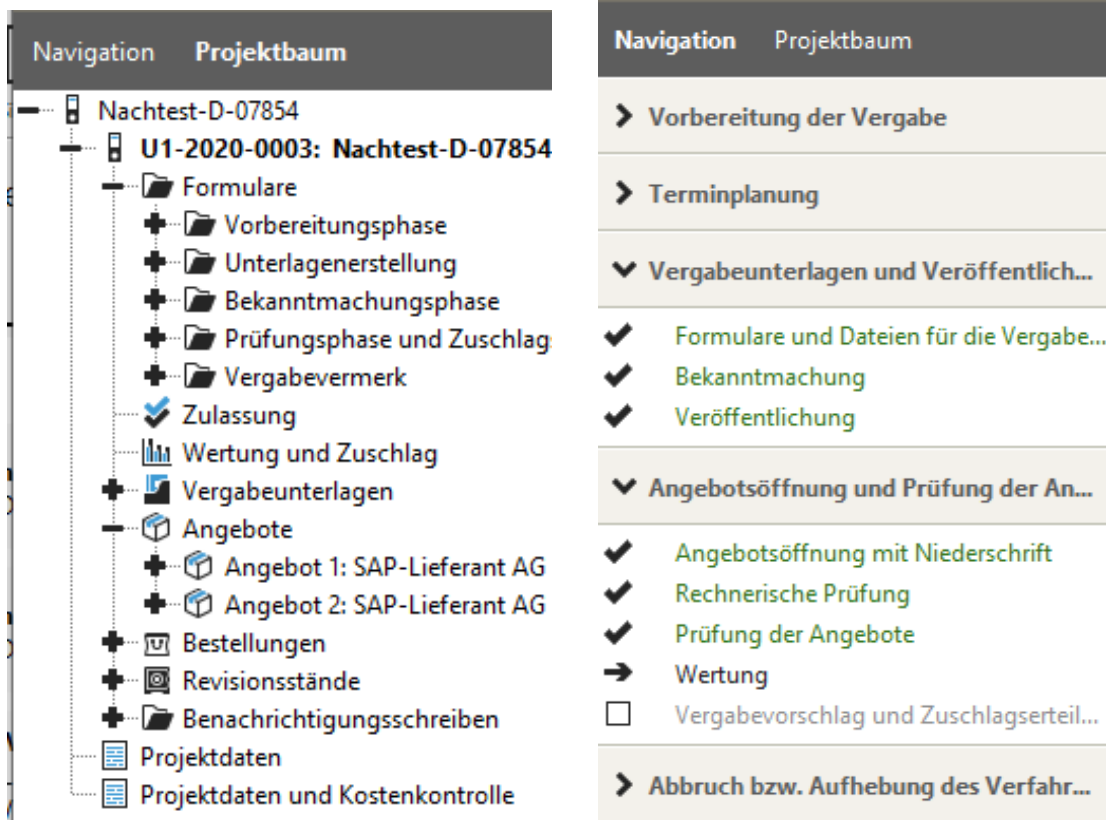 Navigation Projektbaum
Nachtest-D-07854
U1-2020-0003: Nachtest-D-07854
Formulare
Vorbereitungsphase
Unterlagenerstellung
Bekanntmachungsphase
Prüfungsphase und Zuschlag
Vergabevermerk
Zulassung
Wertung und Zuschlag
Vergabeunterlagen
Angebote
Angebot 1: SAP-Lieferant AG
Angebot 2: SAP-Lieferant AG
Bestellungen
Revisionsstände
Benachrichtigungsschreiben
Projektdaten
Projektdaten und Kostenkontrolle
Navigation Projektbaum
Vorbereitung der Vergabe
Terminplanung
Vergabeunterlagen und Veröffentlich...
Formulare und Dateien für die Vergabe...
Bekanntmachung
Veröffentlichung
Angebotsöffnung und Prüfung der An...
Angebotsöffnung mit Niederschrift
Rechnerische Prüfung
Prüfung der Angebote
Wertung
Vergabevorschlag und Zuschlagserteil...
Abbruch bzw. Aufhebung des Verfahr...